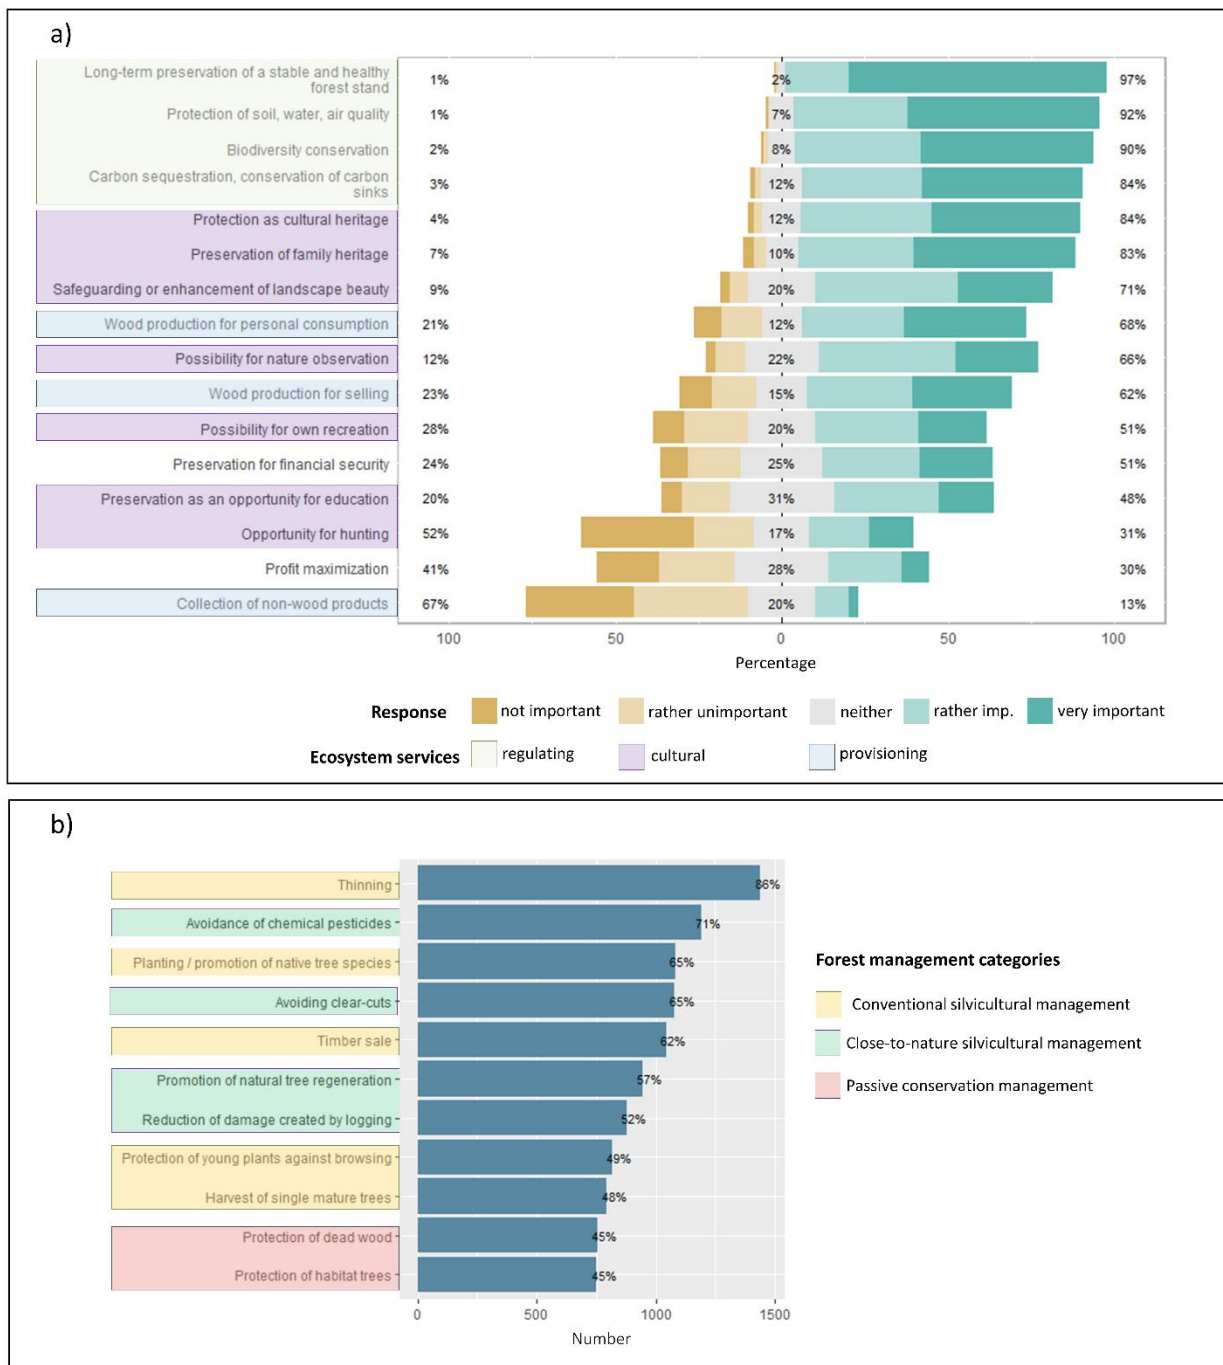 a)
Long-term preservation of a stable and healthy
forest stand
1% 2% 97%
Protection of soil, water, air quality 1% 7% 92%
Biodiversity conservation 2% 8% 90%
Carbon sequestration, conservation of carbon
sinks
3% 12% 84%
Protection as cultural heritage 4% 12% 84%
Preservation of family heritage 7% 10% 83%
Safeguarding or enhancement of landscape beauty 9% 20% 71%
Wood production for personal consumption 21% 12% 68%
Possibility for nature observation 12% 22% 66%
Wood production for selling 23% 15% 62%
Possibility for own recreation 28% 20% 51%
Preservation for financial security 24% 25% 51%
Preservation as an opportunity for education 20% 31% 48%
Opportunity for hunting 52% 17% 31%
Profit maximization 41% 28% 30%
Collection of non-wood products 67% 20% 13%
100 50 0 50 100
Percentage
Response not important rather unimportant neither rather imp. very important
Ecosystem services regulating cultural provisioning
b)
Thinning 86%
Avoidance of chemical pesticides 71%
Planting / promotion of native tree species 65%
Avoiding clear-cuts 65%
Timber sale 62%
Promotion of natural tree regeneration 57%
Reduction of damage created by logging 52%
Protection of young plants against browsing 49%
Harvest of single mature trees 48%
Protection of dead wood 45%
Protection of habitat trees 45%
0 500 1000 1500
Number
Forest management categories
Conventional silvicultural management
Close-to-nature silvicultural management
Passive conservation management